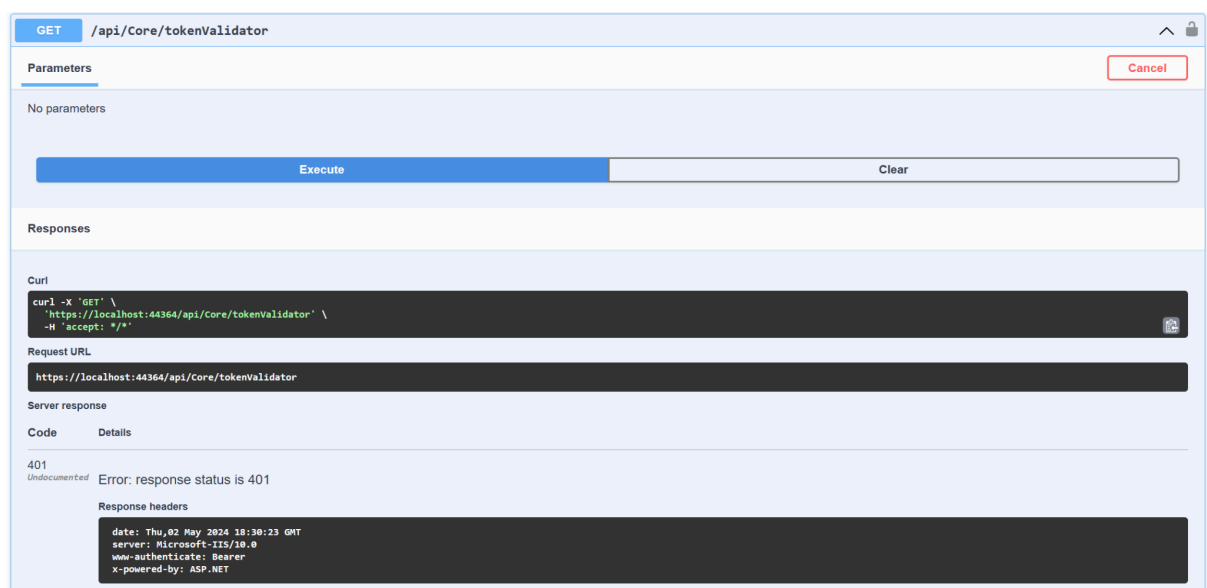 GET /api/Core/tokenValidator
Parameters
Cancel
No parameters
Execute
Clear
Responses
Curl
curl -X 'GET' \
'https://localhost:44364/api/Core/tokenValidator' \
-H 'accept: */*'
Request URL
https://localhost:44364/api/Core/tokenValidator
Server response
Code Details
401
Undocumented
Error: response status is 401
Response headers
date: Thu,02 May 2024 18:30:23 GMT
server: Microsoft-IIS/10.0
www-authenticate: Bearer
x-powered-by: ASP.NET